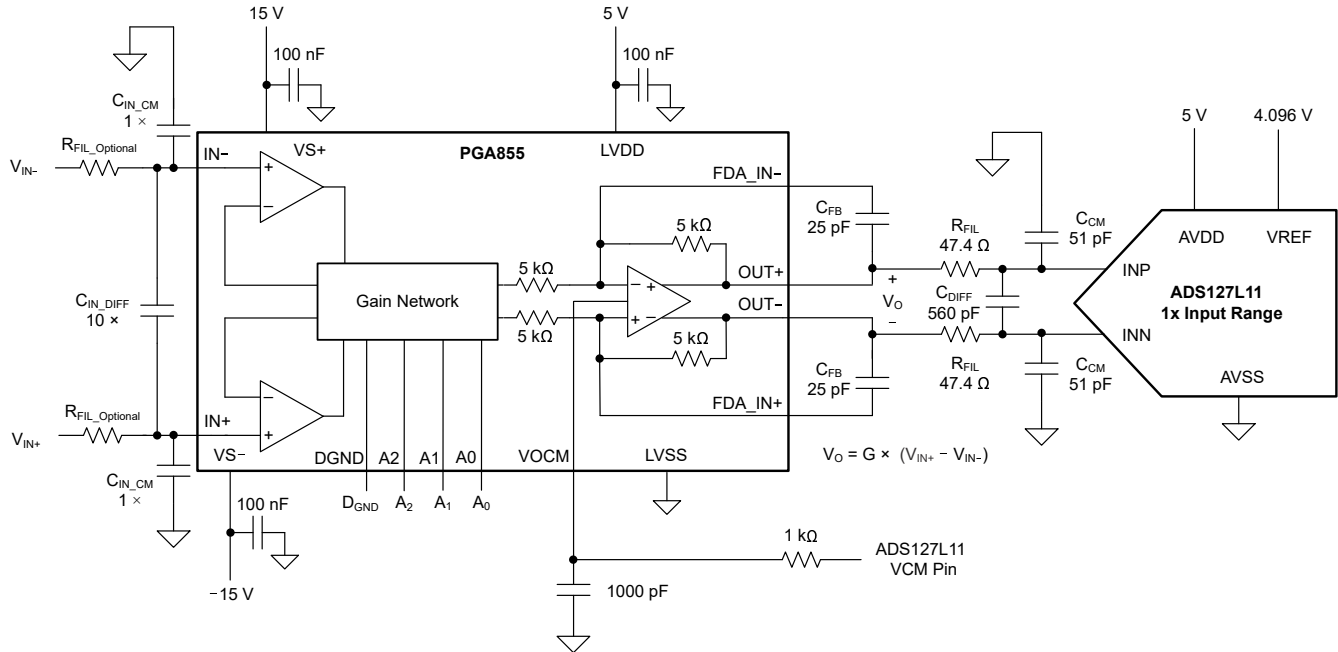 15 V
5 V
100 nF
100 nF
C_IN_CM
1 ×
5 V
4.096 V
R_FIL_Optional
V_IN−
IN−
VS+
PGA855
LVDD
FDA_IN−
C_FB
25 pF
C_CM
51 pF
R_FIL
47.4 Ω
AVDD
VREF
5 kΩ
5 kΩ
OUT+
INP
+
−
− +
+ −
+
V_O
−
C_IN_DIFF
10 ×
Gain Network
C_DIFF
560 pF
ADS127L11
1x Input Range
OUT−
5 kΩ
5 kΩ
INN
C_FB
25 pF
R_FIL
47.4 Ω
C_CM
51 pF
AVSS
−
+
R_FIL_Optional
V_IN+
IN+
FDA_IN+
VS−
DGND
A2
A1
A0
VOCM
LVSS
V_O = G × (V_IN+ − V_IN−)
C_IN_CM
1 ×
100 nF
D_GND
A_2
A_1
A_0
1 kΩ
ADS127L11
VCM Pin
−15 V
1000 pF